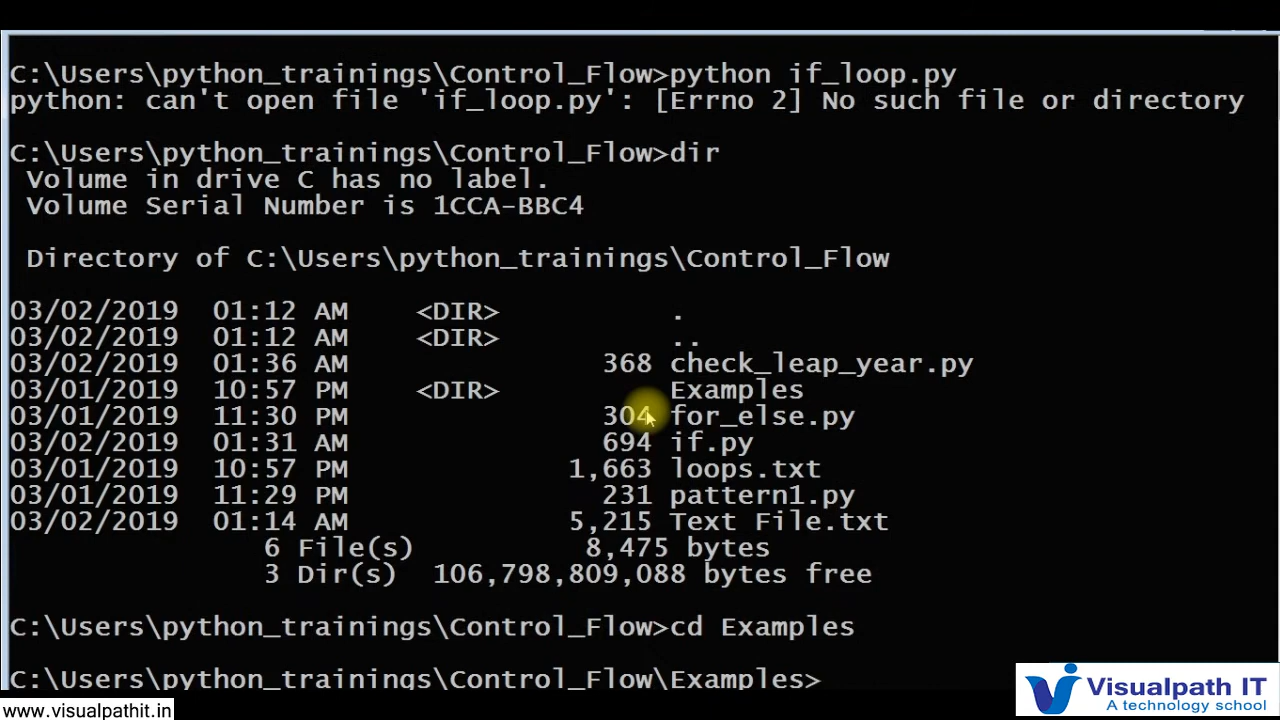 C:\Users\python_trainings\Control_Flow>python if_loop.py
python: can't open file 'if_loop.py': [Errno 2] No such file or directory
C:\Users\python_trainings\Control_Flow>dir
Volume in drive C has no label.
Volume Serial Number is 1CCA-BBC4
Directory of C:\Users\python_trainings\Control_Flow
03/02/2019 01:12 AM <DIR> .
03/02/2019 01:12 AM <DIR> ..
03/02/2019 01:36 AM 368 check_leap_year.py
03/01/2019 10:57 PM <DIR> Examples
03/01/2019 11:30 PM 304 for_else.py
03/02/2019 01:31 AM 694 if.py
03/01/2019 10:57 PM 1,663 loops.txt
03/01/2019 11:29 PM 231 pattern1.py
03/02/2019 01:14 AM 5,215 Text File.txt
6 File(s) 8,475 bytes
3 Dir(s) 106,798,809,088 bytes free
C:\Users\python_trainings\Control_Flow>cd Examples
C:\Users\python_trainings\Control_Flow\Examples>
Visualpath IT
A technology school
www.visualpathit.in